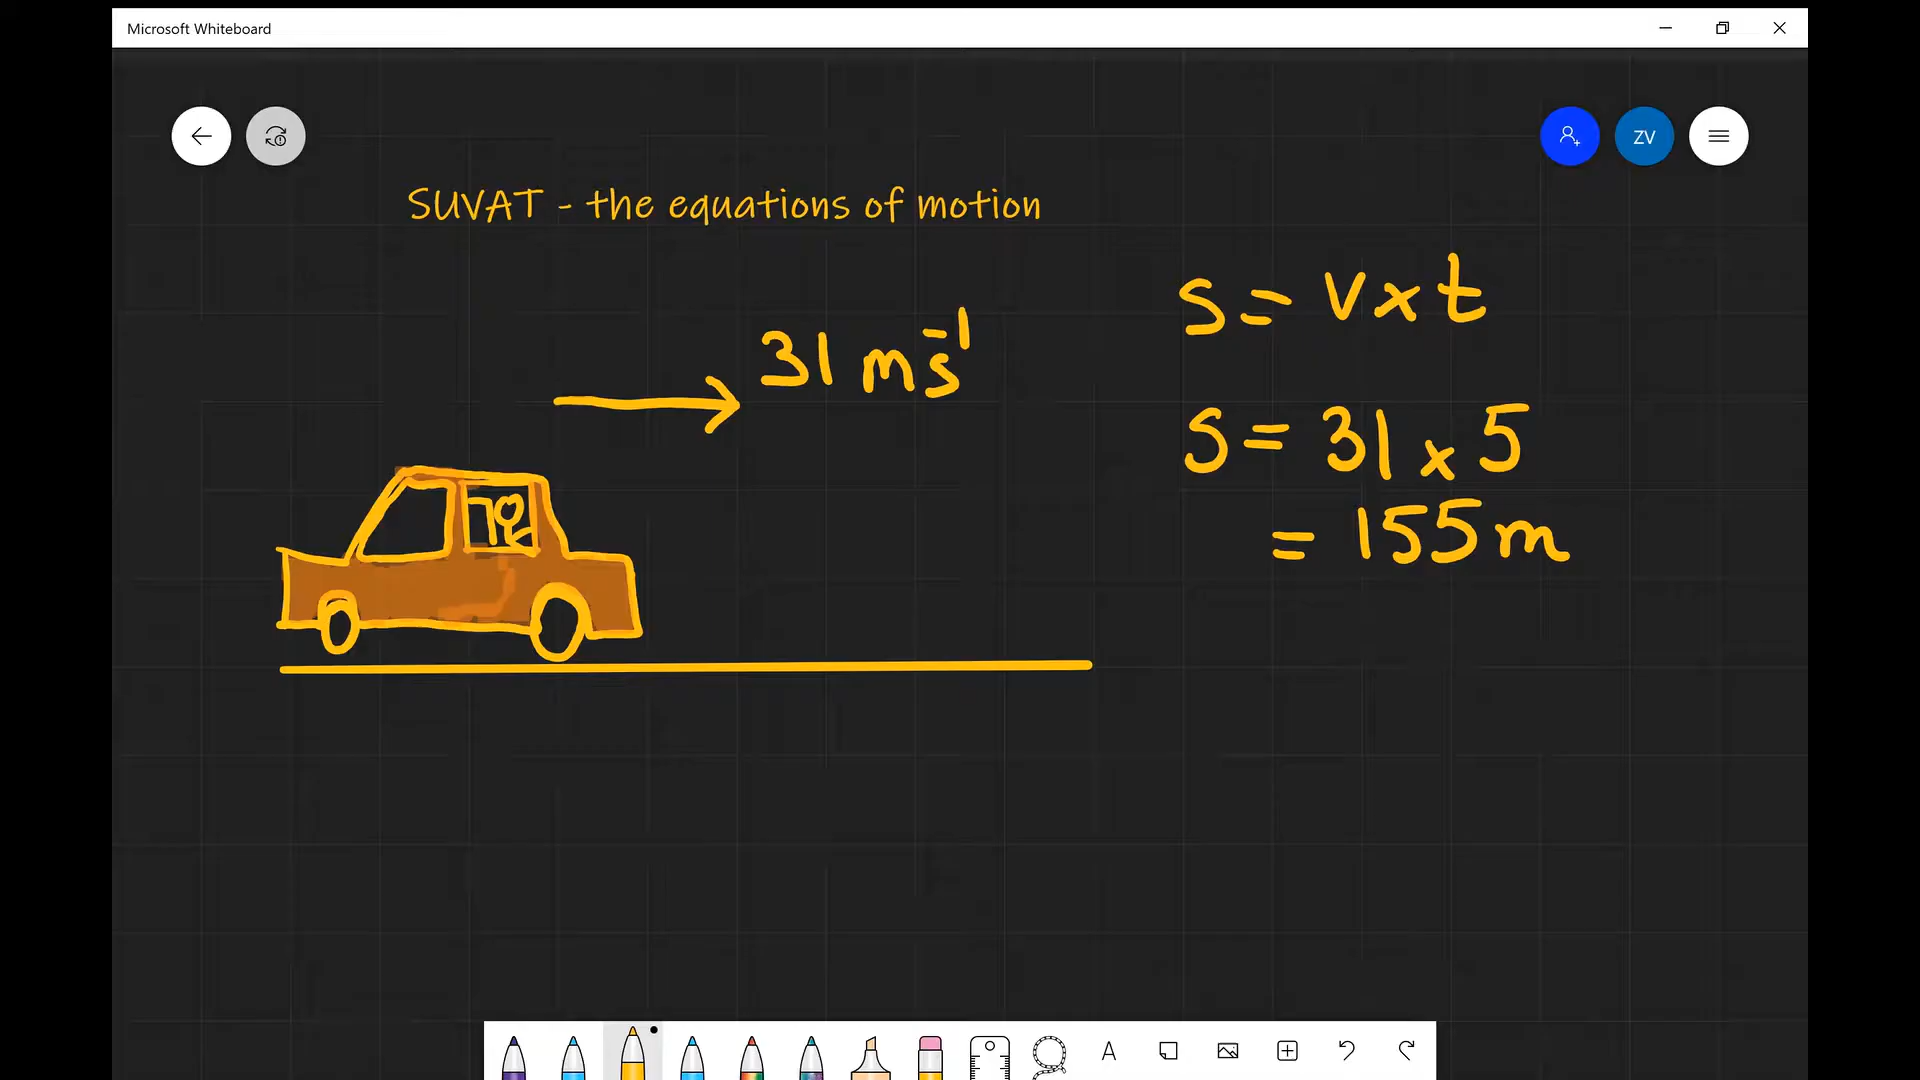 Microsoft Whiteboard
ZV
SUVAT - the equations of motion
s = v × t
31 ms⁻¹
s = 31 × 5
= 155 m
A